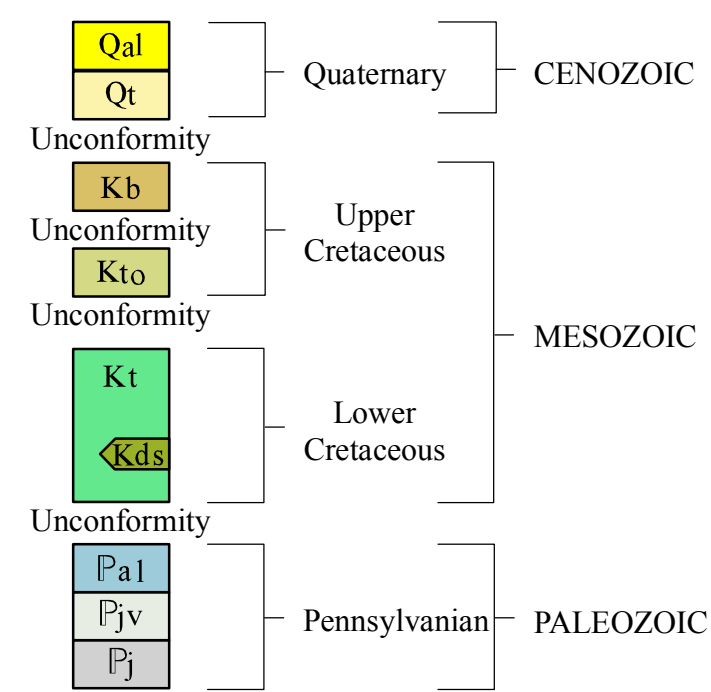 Qal
Qt
Quaternary
CENOZOIC
Unconformity
Kb
Unconformity
Kto
Upper
Cretaceous
Unconformity
MESOZOIC
Kt
Kds
Lower
Cretaceous
Unconformity
ℙal
ℙjv
ℙj
Pennsylvanian
PALEOZOIC